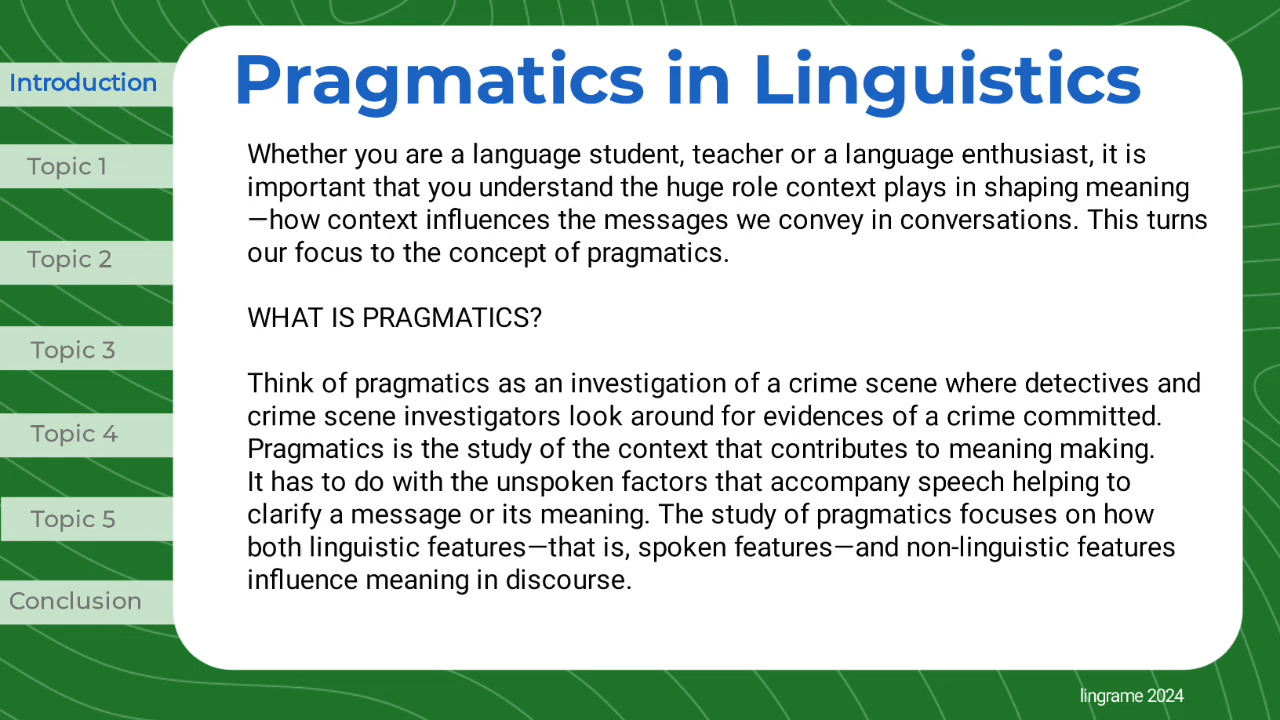 Pragmatics in Linguistics
Introduction
Topic 1
Topic 2
Topic 3
Topic 4
Topic 5
Conclusion
Whether you are a language student, teacher or a language enthusiast, it is
important that you understand the huge role context plays in shaping meaning
—how context influences the messages we convey in conversations. This turns
our focus to the concept of pragmatics.
WHAT IS PRAGMATICS?
Think of pragmatics as an investigation of a crime scene where detectives and
crime scene investigators look around for evidences of a crime committed.
Pragmatics is the study of the context that contributes to meaning making.
It has to do with the unspoken factors that accompany speech helping to
clarify a message or its meaning. The study of pragmatics focuses on how
both linguistic features—that is, spoken features—and non-linguistic features
influence meaning in discourse.
lingrame 2024